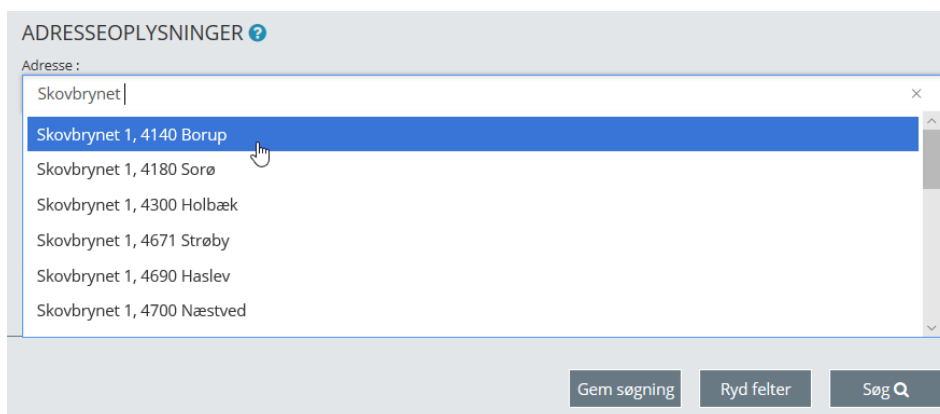 ADRESSEOPLYSNINGER ?
Adresse :
Skovbrynet ×
Skovbrynet 1, 4140 Borup
Skovbrynet 1, 4180 Sorø
Skovbrynet 1, 4300 Holbæk
Skovbrynet 1, 4671 Strøby
Skovbrynet 1, 4690 Haslev
Skovbrynet 1, 4700 Næstved
Gem søgning Ryd felter Søg